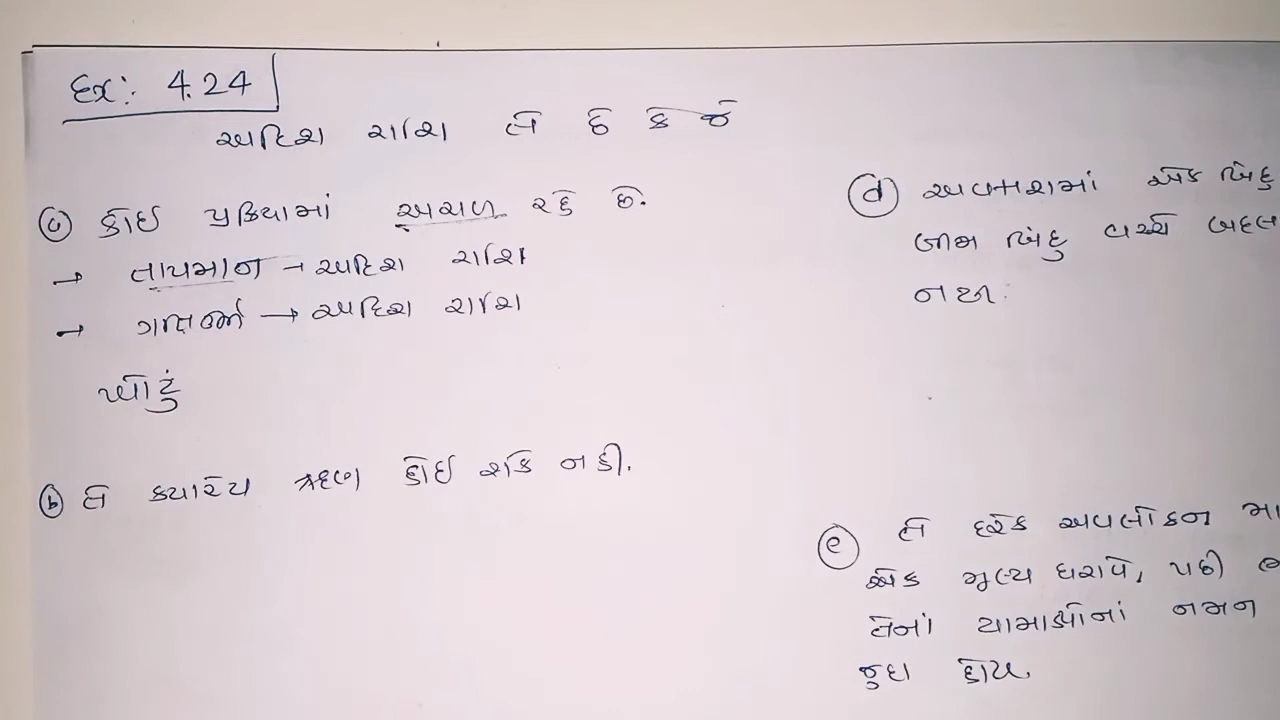 Ex: 4.24
અદિશ રાશિ તે છે કે જે
(a) કોઈ પ્રક્રિયામાં અચળ રહે છે.
→ તાપમાન → અદિશ રાશિ
→ ગતિઊર્જા → અદિશ રાશિ
ખોટું
(b) તે ક્યારેય ઋણ હોઈ શકે નહી.
(d) અવકાશમાં એક બિંદુ
બીજા બિંદુ વચ્ચે બદલ
નથી.
(e) તે દરેક અવલોકન મા
એક મૂલ્ય ધરાવે, પછી
તેનાં યામાક્ષોનાં નમન
જુદા હોય.